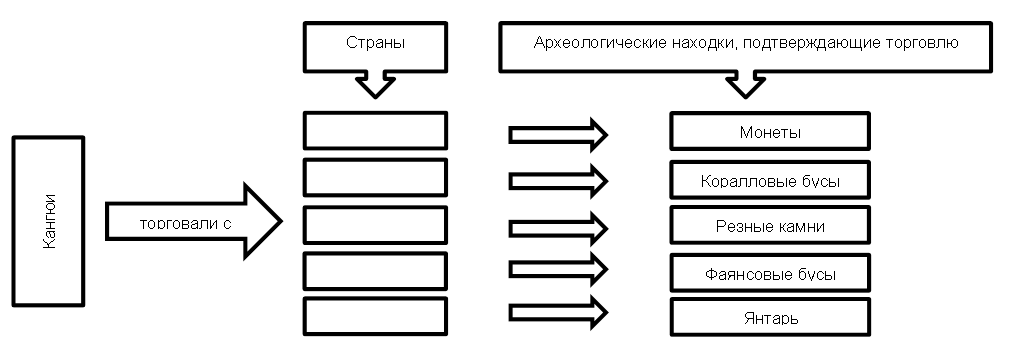 Страны
Археологические находки, подтверждающие торговлю
Кангюи
торговали с
Монеты
Коралловые бусы
Резные камни
Фаянсовые бусы
Янтарь